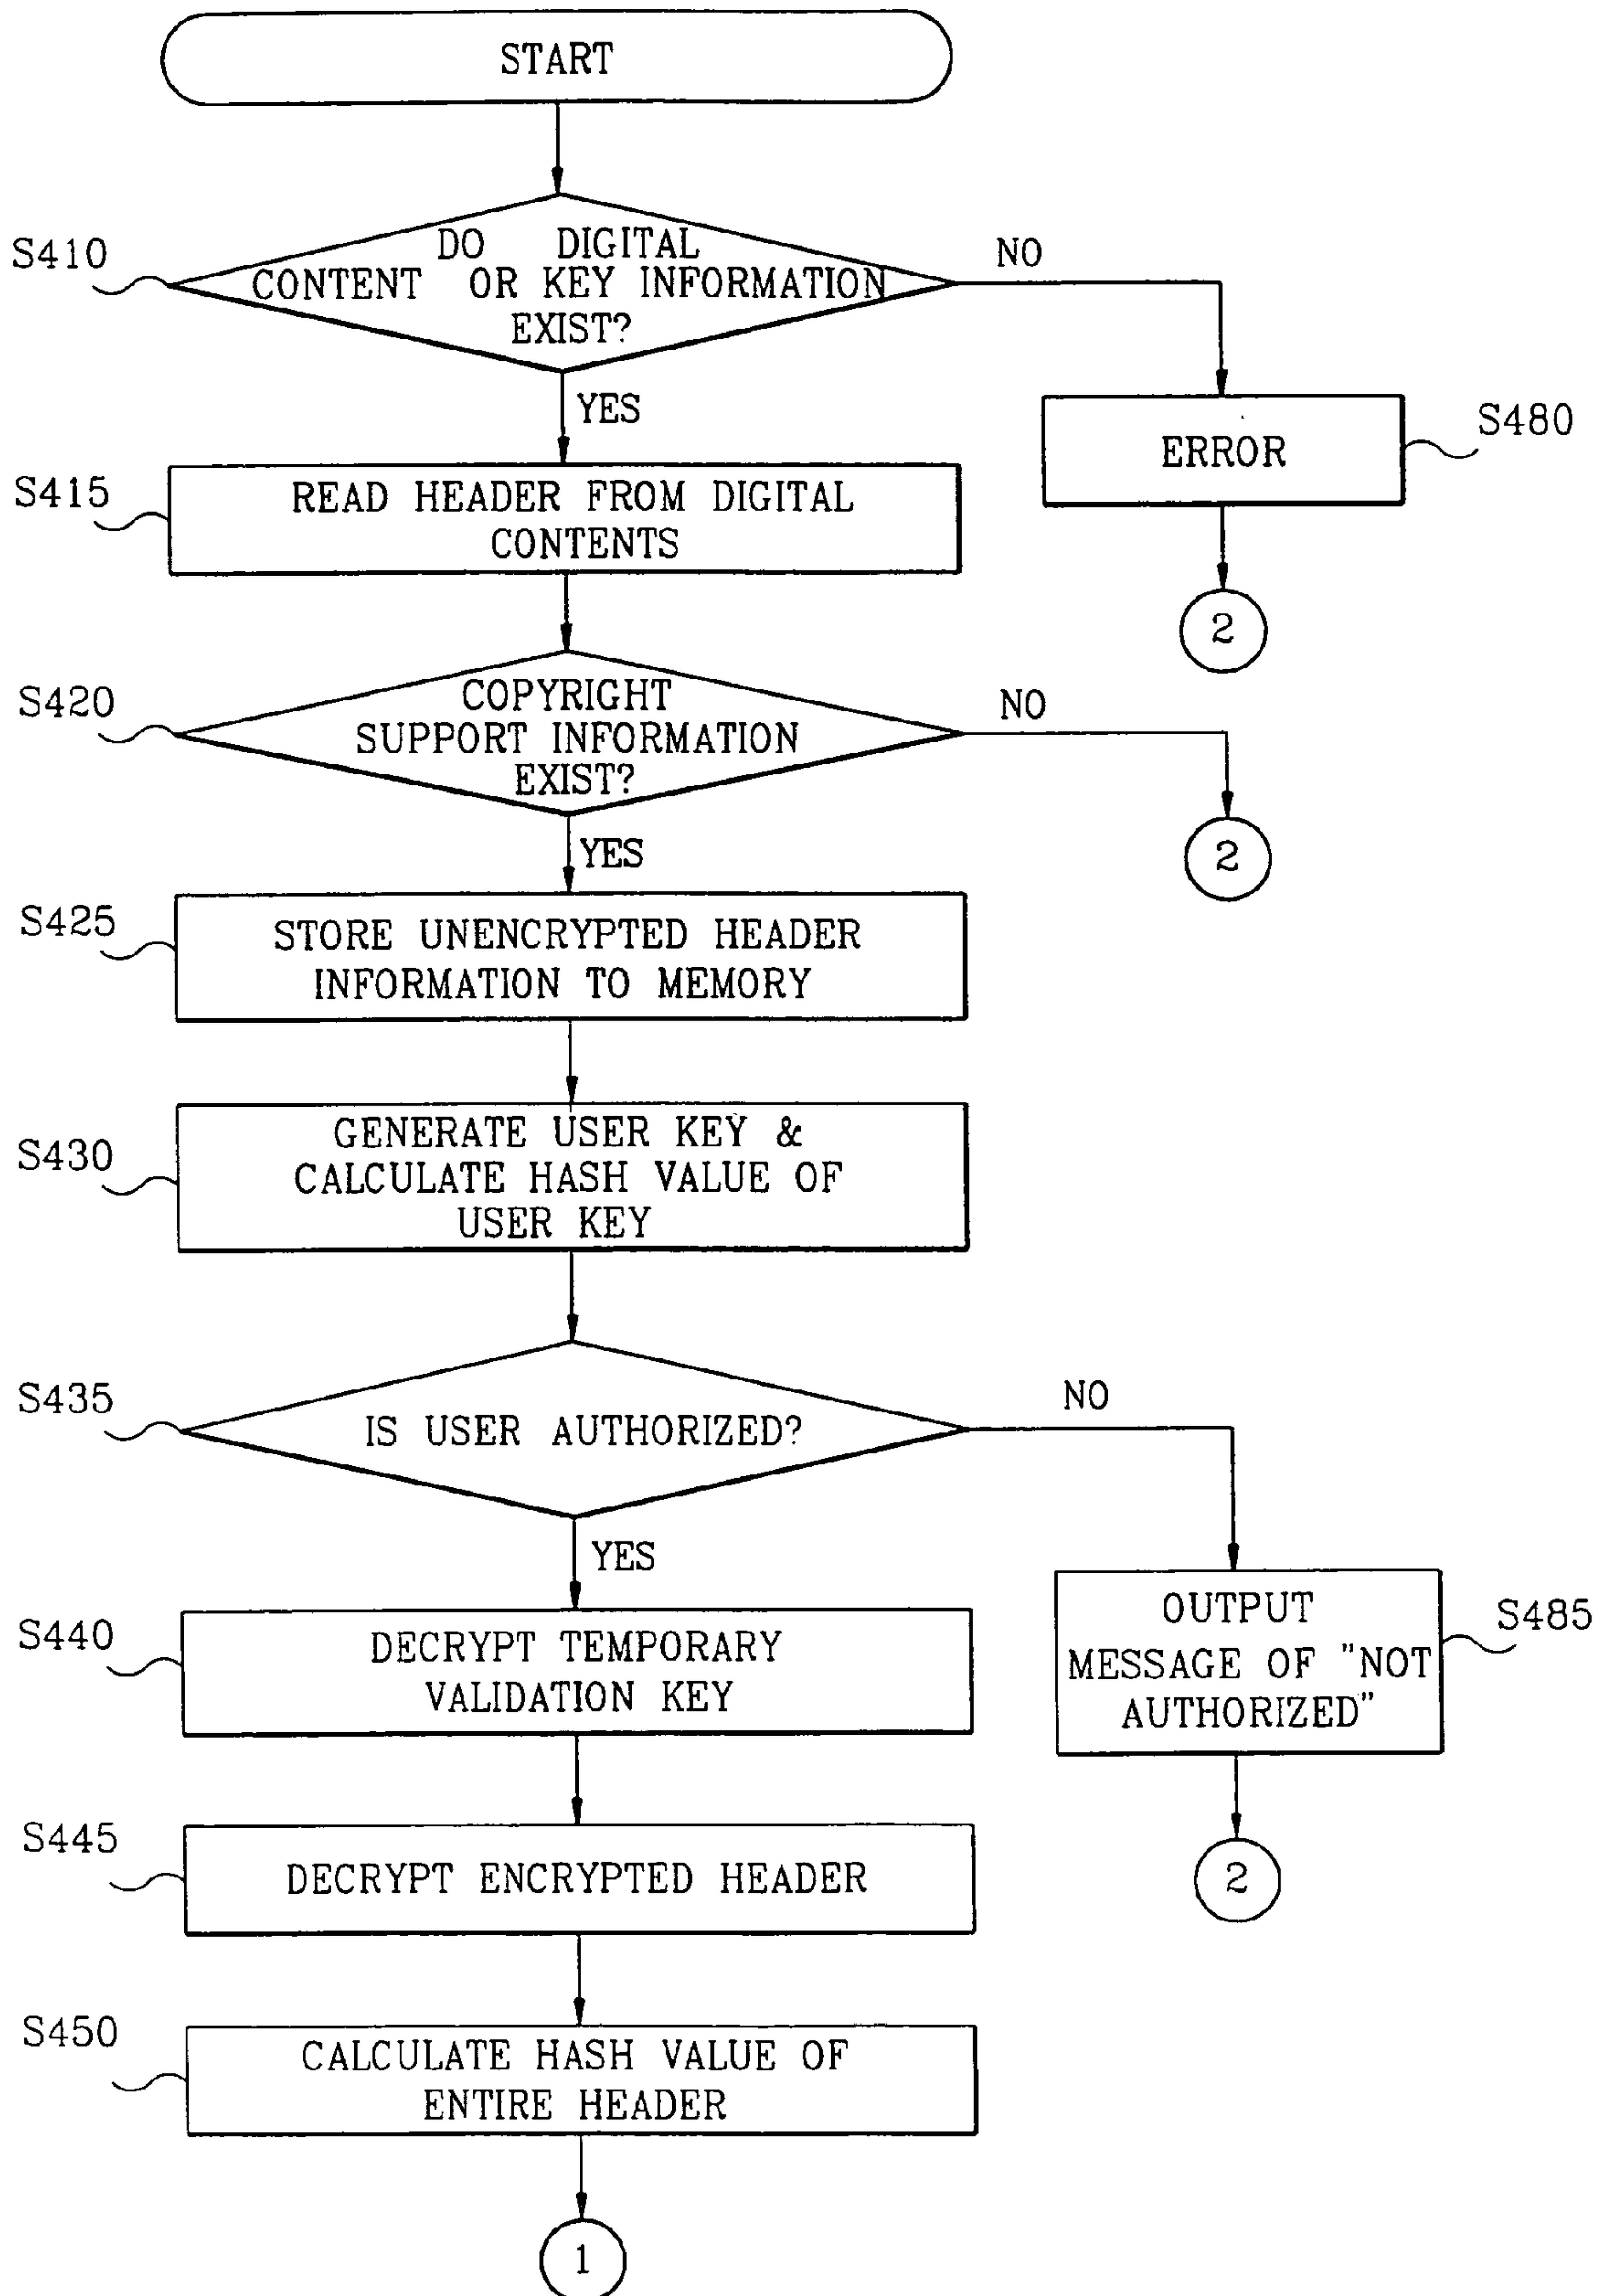 START
S410
DO DIGITAL
CONTENT OR KEY INFORMATION
EXIST?
NO
YES
S415
READ HEADER FROM DIGITAL
CONTENTS
ERROR
S480
2
S420
COPYRIGHT
SUPPORT INFORMATION
EXIST?
NO
2
YES
S425
STORE UNENCRYPTED HEADER
INFORMATION TO MEMORY
S430
GENERATE USER KEY &
CALCULATE HASH VALUE OF
USER KEY
S435
IS USER AUTHORIZED?
NO
YES
S440
DECRYPT TEMPORARY
VALIDATION KEY
OUTPUT
MESSAGE OF "NOT
AUTHORIZED"
S485
2
S445
DECRYPT ENCRYPTED HEADER
S450
CALCULATE HASH VALUE OF
ENTIRE HEADER
1